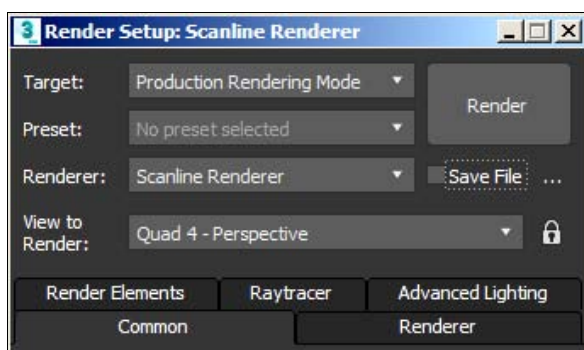 3 Render Setup: Scanline Renderer
Target: Production Rendering Mode
Render
Preset: No preset selected
Renderer: Scanline Renderer Save File ...
View to Render: Quad 4 - Perspective
Render Elements Raytracer Advanced Lighting
Common Renderer